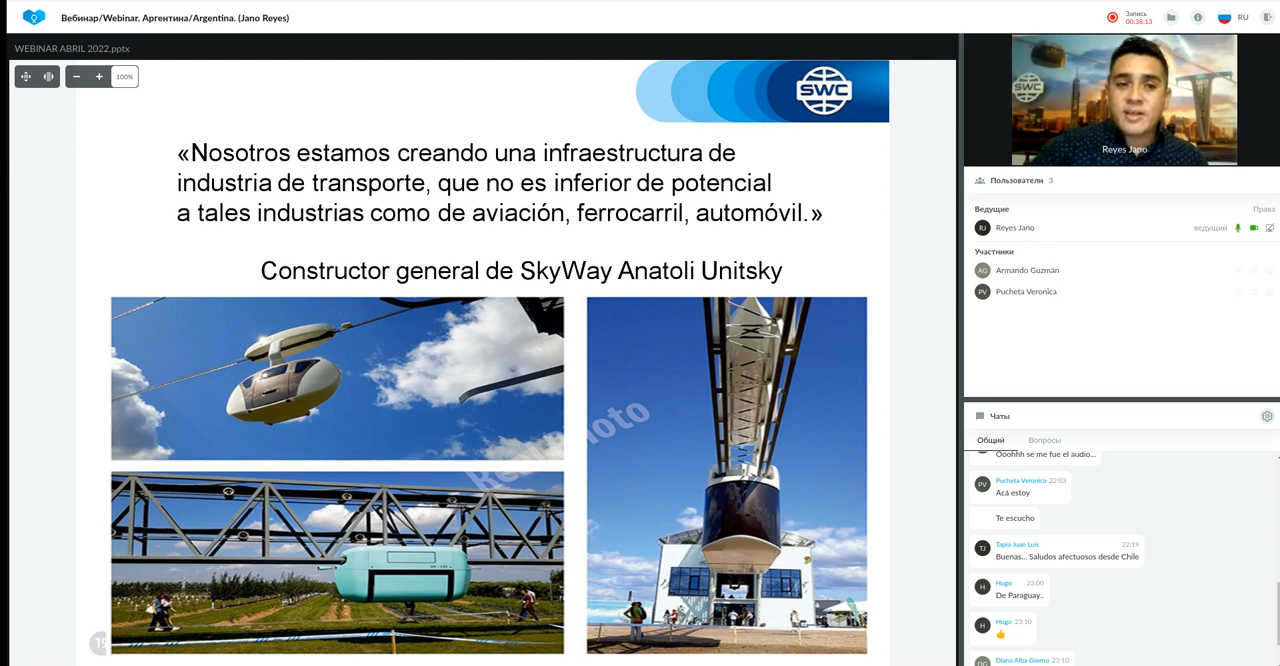 Вебинар/Webinar. Аргентина/Argentina. (Jano Reyes)
Запись
00:38:13
RU
WEBINAR ABRIL 2022.pptx
100%
SWC
«Nosotros estamos creando una infraestructura de
industria de transporte, que no es inferior de potencial
a tales industrias como de aviación, ferrocarril, automóvil.»
Constructor general de SkyWay Anatoli Unitsky
SWC
Reyes Jano
Пользователи 3
Ведущие Права
RJ Reyes Jano ведущий
Участники
AG Armando Guzmán
PV Pucheta Veronica
Чаты
Общий Вопросы
Ooohhh se me fue el audio...
PV Pucheta Veronica 22:03
Acá estoy
Te escucho
TJ Tapia Juan Luis 22:19
Buenas... Saludos afectuosos desde Chile
H Hugo 23:00
De Paraguay..
H Hugo 23:10
👍
DG Diana Alba Giorno 23:10